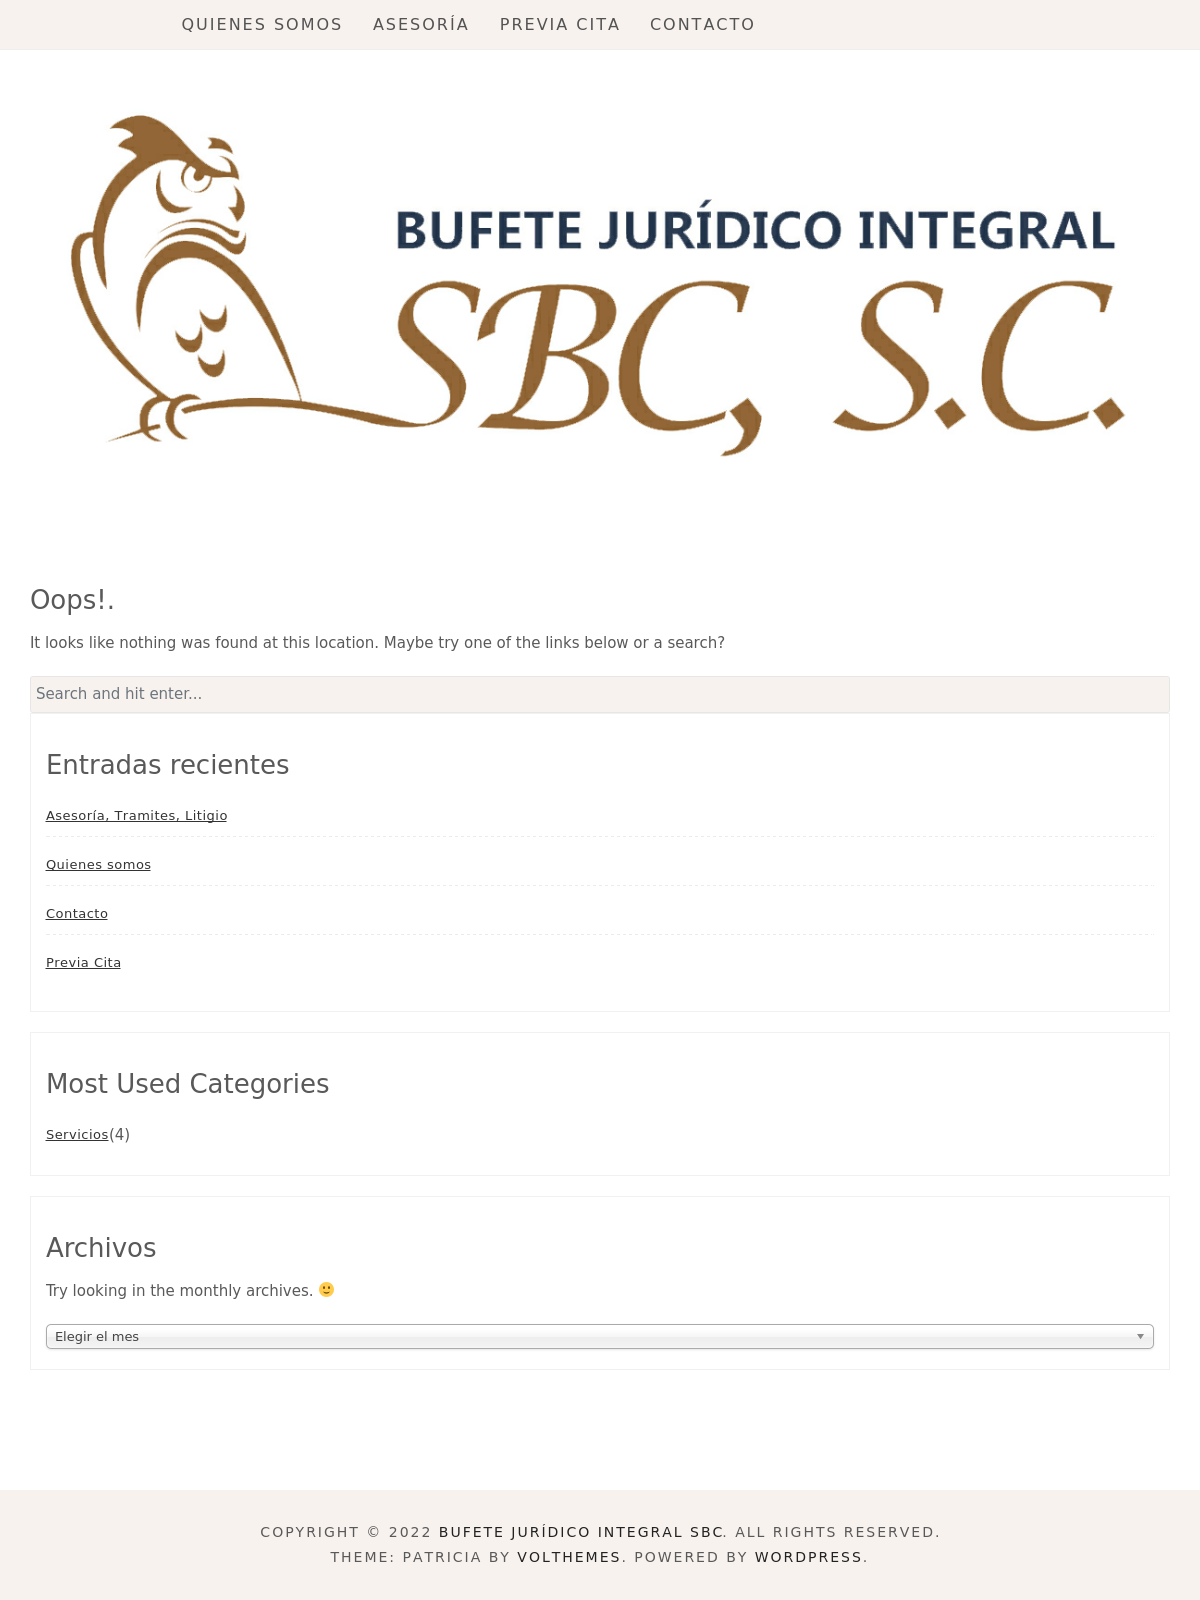 QUIENES SOMOS ASESORÍA PREVIA CITA CONTACTO
BUFETE JURÍDICO INTEGRAL
SBC, S.C.
Oops!.
It looks like nothing was found at this location. Maybe try one of the links below or a search?
Search and hit enter...
Entradas recientes
Asesoría, Tramites, Litigio
Quienes somos
Contacto
Previa Cita
Most Used Categories
Servicios(4)
Archivos
Try looking in the monthly archives. 🙂
Elegir el mes
COPYRIGHT © 2022 BUFETE JURÍDICO INTEGRAL SBC. ALL RIGHTS RESERVED.
THEME: PATRICIA BY VOLTHEMES. POWERED BY WORDPRESS.